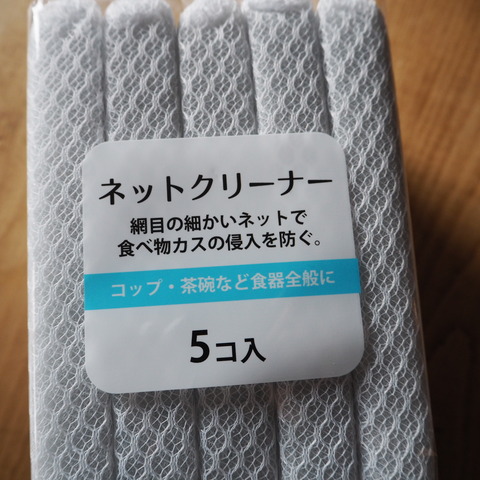 ネットクリーナー
網目の細かいネットで
食べ物カスの侵入を防ぐ。
コップ・茶碗など食器全般に
5コ入